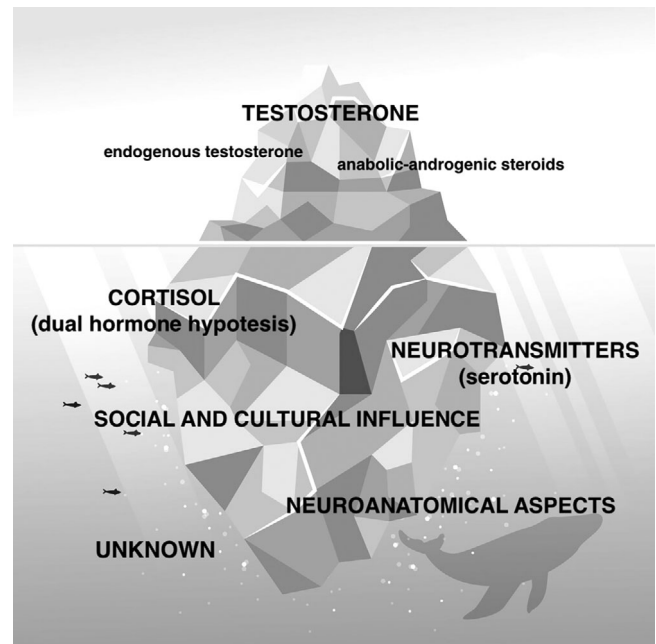 TESTOSTERONE
endogenous testosterone
anabolic-androgenic steroids
CORTISOL
(dual hormone hypotesis)
NEUROTRANSMITTERS
(serotonin)
SOCIAL AND CULTURAL INFLUENCE
NEUROANATOMICAL ASPECTS
UNKNOWN